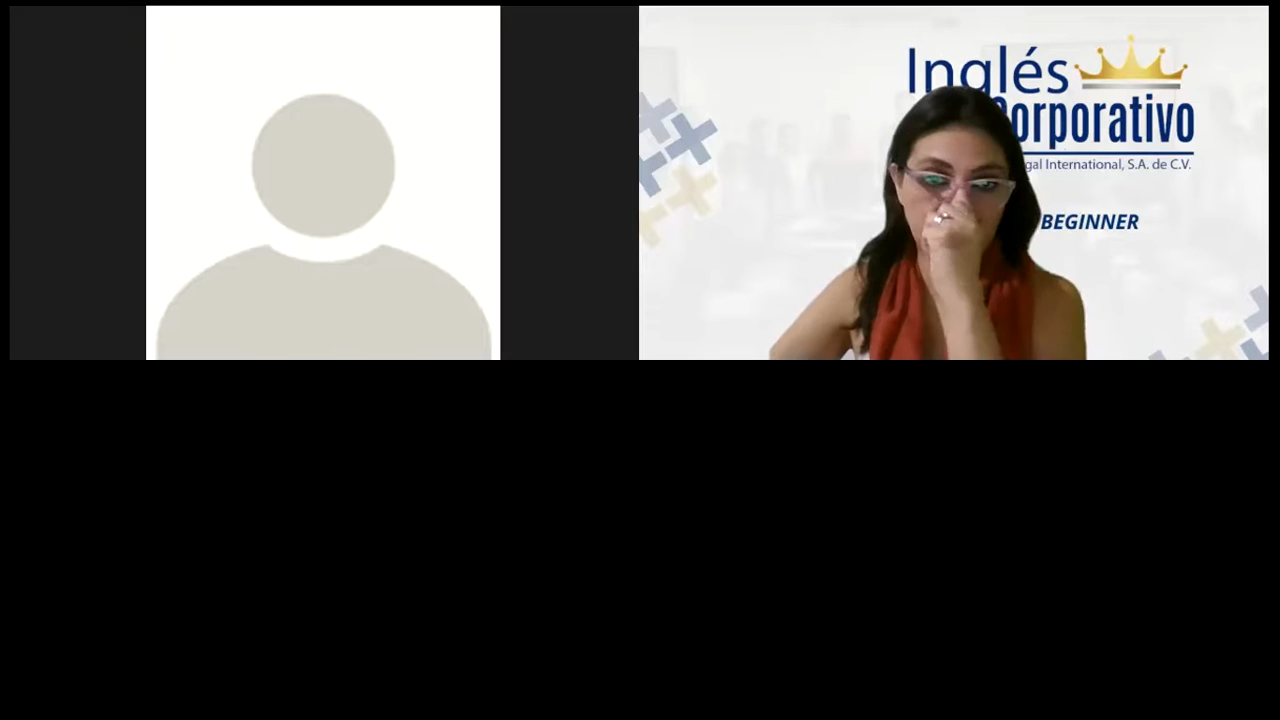 Inglés
Corporativo
gal International, S.A. de C.V.
BEGINNER